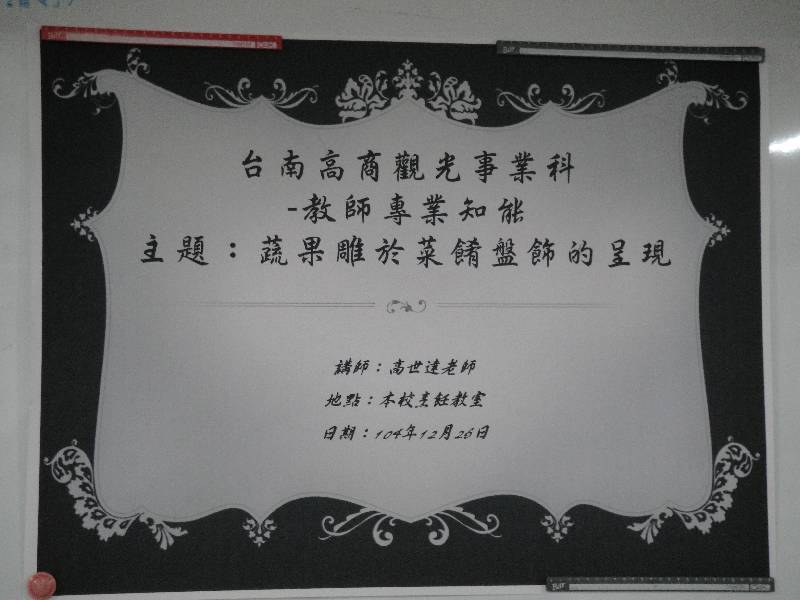 台南高商觀光事業科
-教師專業知能
主題：蔬果雕於菜餚盤飾的呈現
講師：高世達老師
地點：本校烹飪教室
日期：104年12月26日